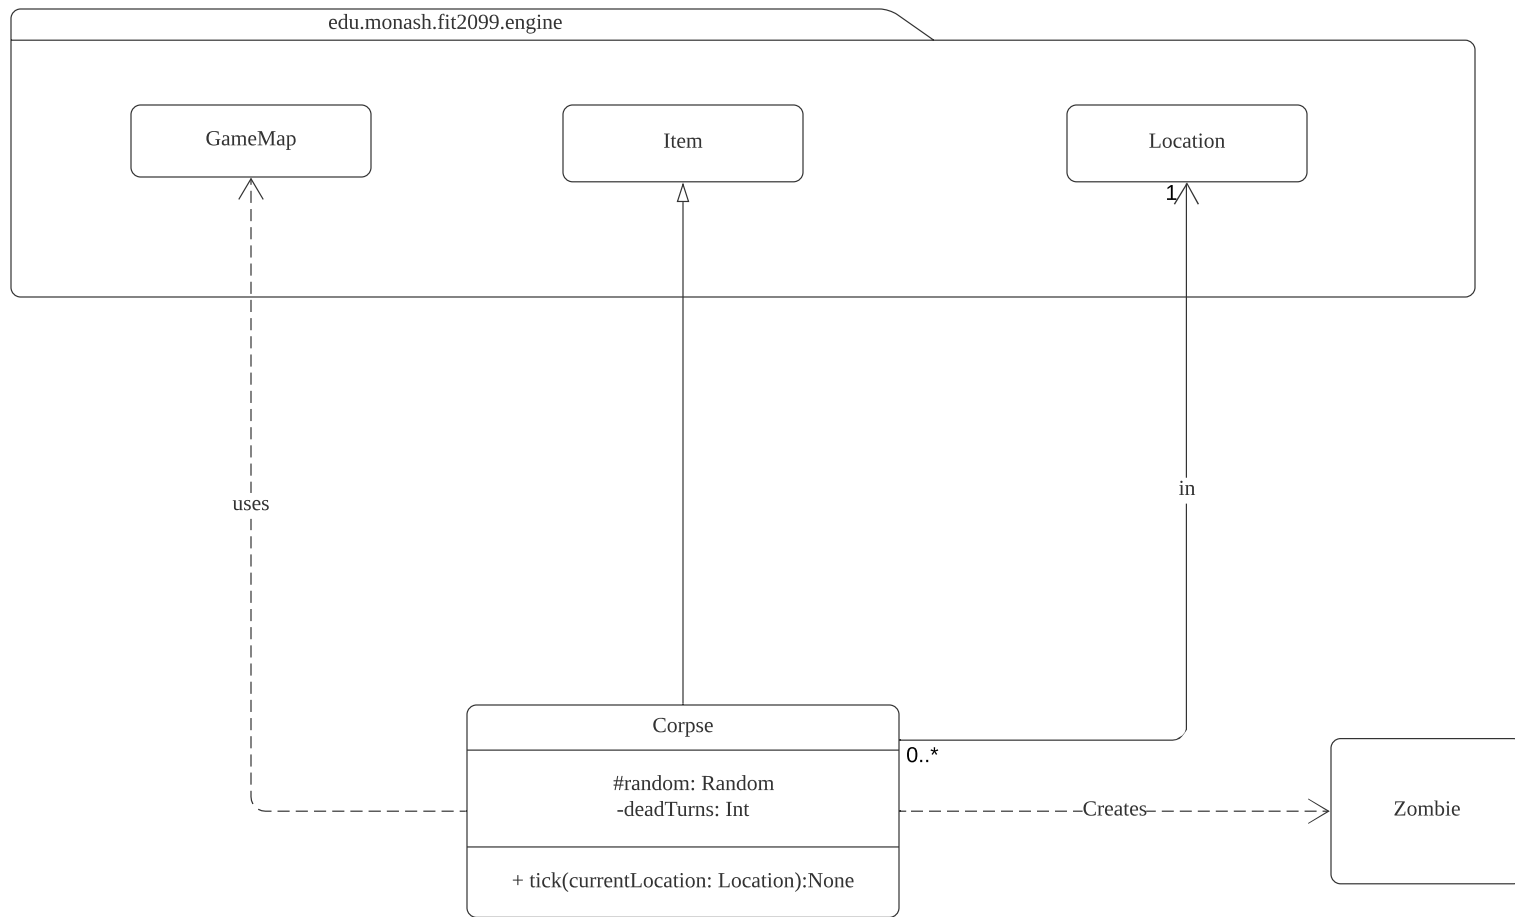 edu.monash.fit2099.engine
GameMap
Item
Location
1
uses
in
Corpse
0..*
#random: Random
-deadTurns: Int
Creates
Zombie
+ tick(currentLocation: Location):None